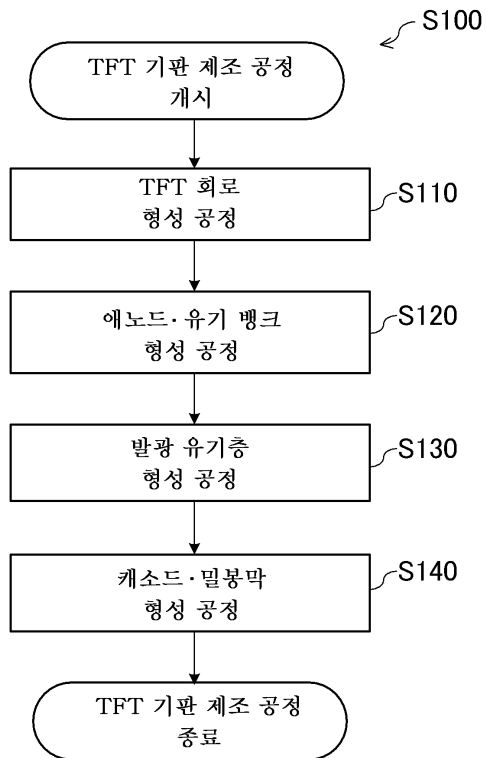 S100
TFT 기판 제조 공정
개시
TFT 회로
형성 공정
S110
애노드·유기 뱅크
형성 공정
S120
발광 유기층
형성 공정
S130
캐소드·밀봉막
형성 공정
S140
TFT 기판 제조 공정
종료